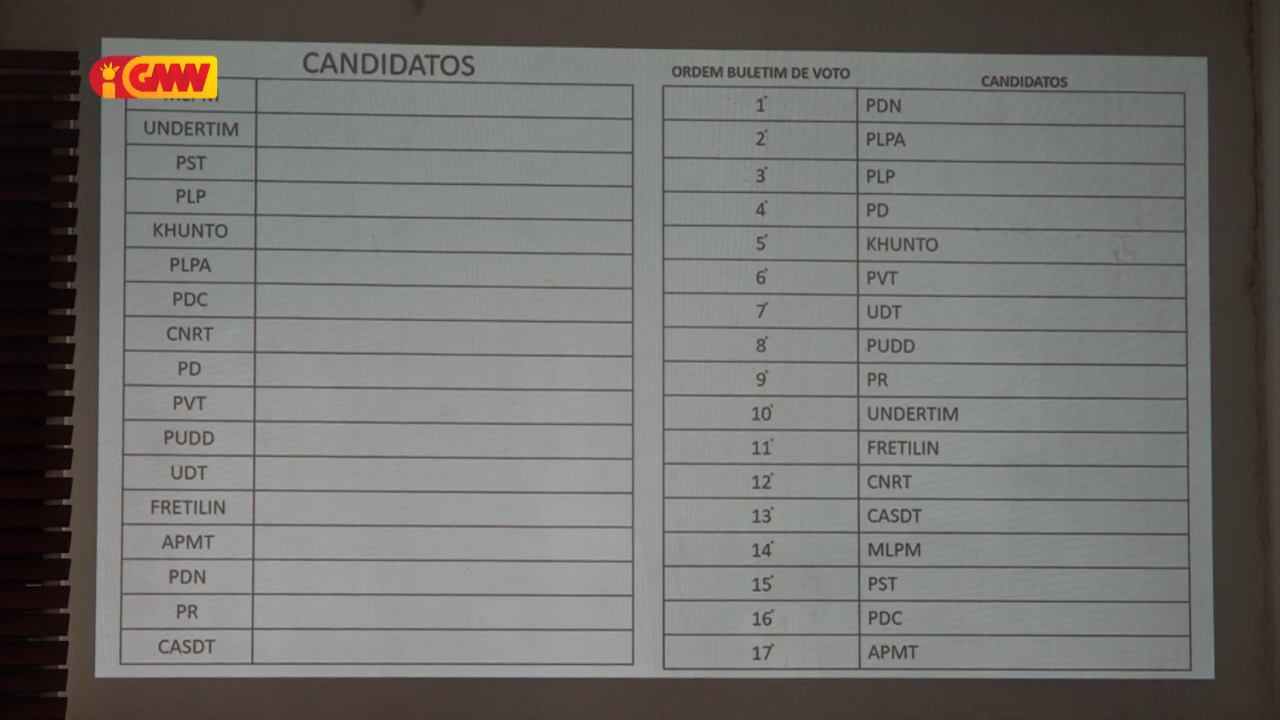 GMW
CANDIDATOS
UNDERTIM
PST
PLP
KHUNTO
PLPA
PDC
CNRT
PD
PVT
PUDD
UDT
FRETILIN
APMT
PDN
PR
CASDT
ORDEM BULETIM DE VOTO CANDIDATOS
1° PDN
2° PLPA
3° PLP
4° PD
5° KHUNTO
6° PVT
7° UDT
8° PUDD
9° PR
10° UNDERTIM
11° FRETILIN
12° CNRT
13° CASDT
14° MLPM
15° PST
16° PDC
17° APMT